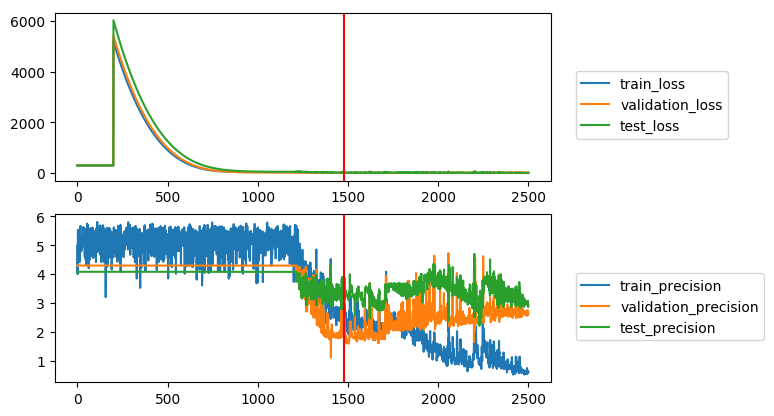 6000
4000
2000
0
0 500 1000 1500 2000 2500
train_loss
validation_loss
test_loss
6
5
4
3
2
1
0 500 1000 1500 2000 2500
train_precision
validation_precision
test_precision